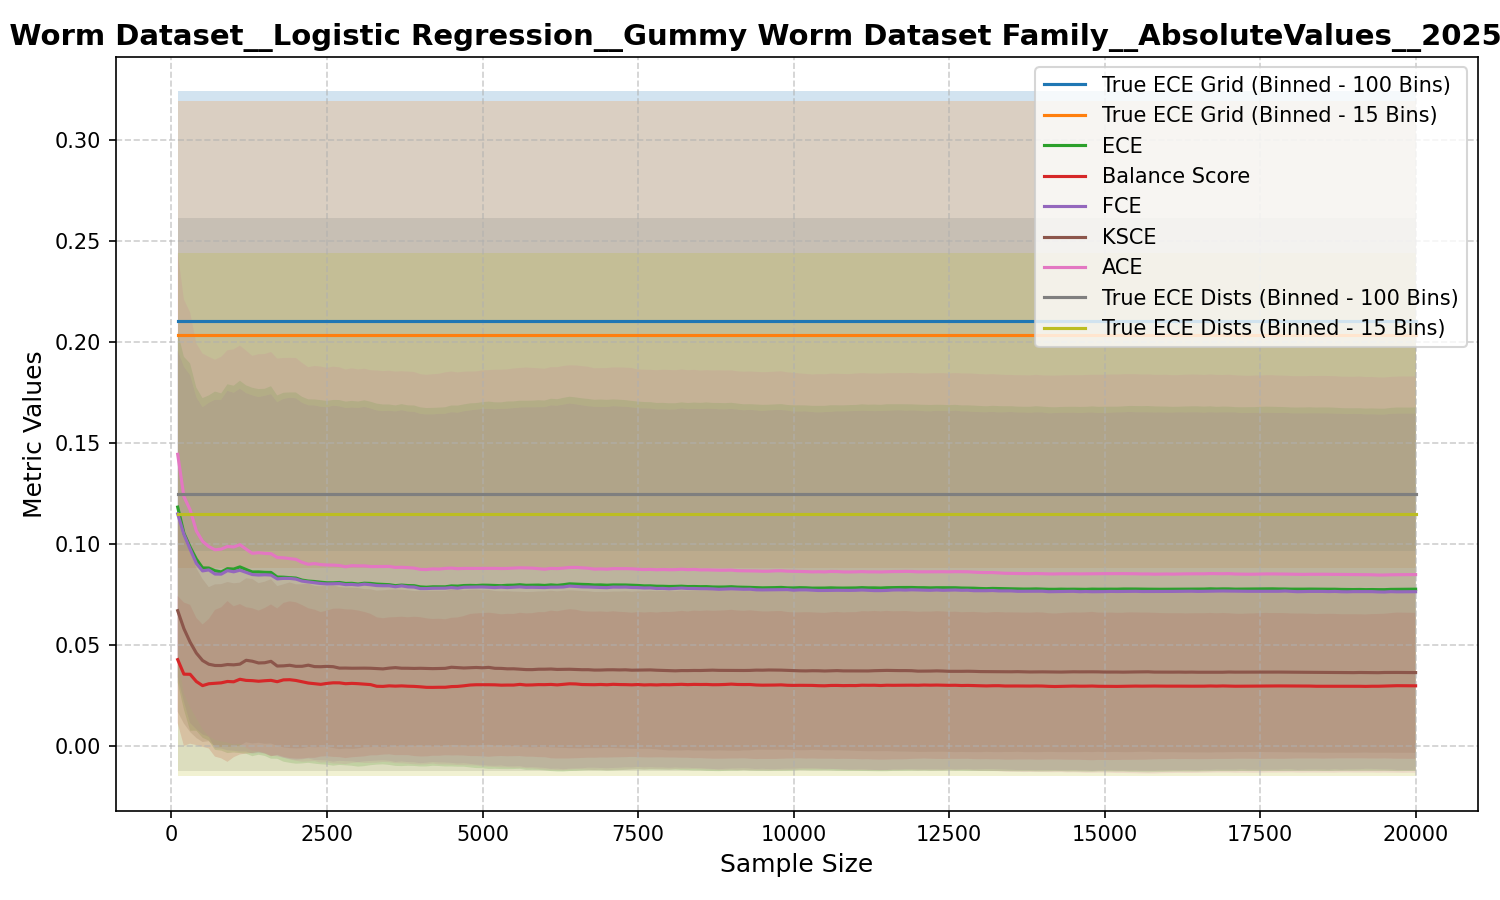 Worm Dataset__Logistic Regression__Gummy Worm Dataset Family__AbsoluteValues__2025
True ECE Grid (Binned - 100 Bins)
True ECE Grid (Binned - 15 Bins)
ECE
Balance Score
FCE
KSCE
ACE
True ECE Dists (Binned - 100 Bins)
True ECE Dists (Binned - 15 Bins)
Metric Values
0.30
0.25
0.20
0.15
0.10
0.05
0.00
0 2500 5000 7500 10000 12500 15000 17500 20000
Sample Size